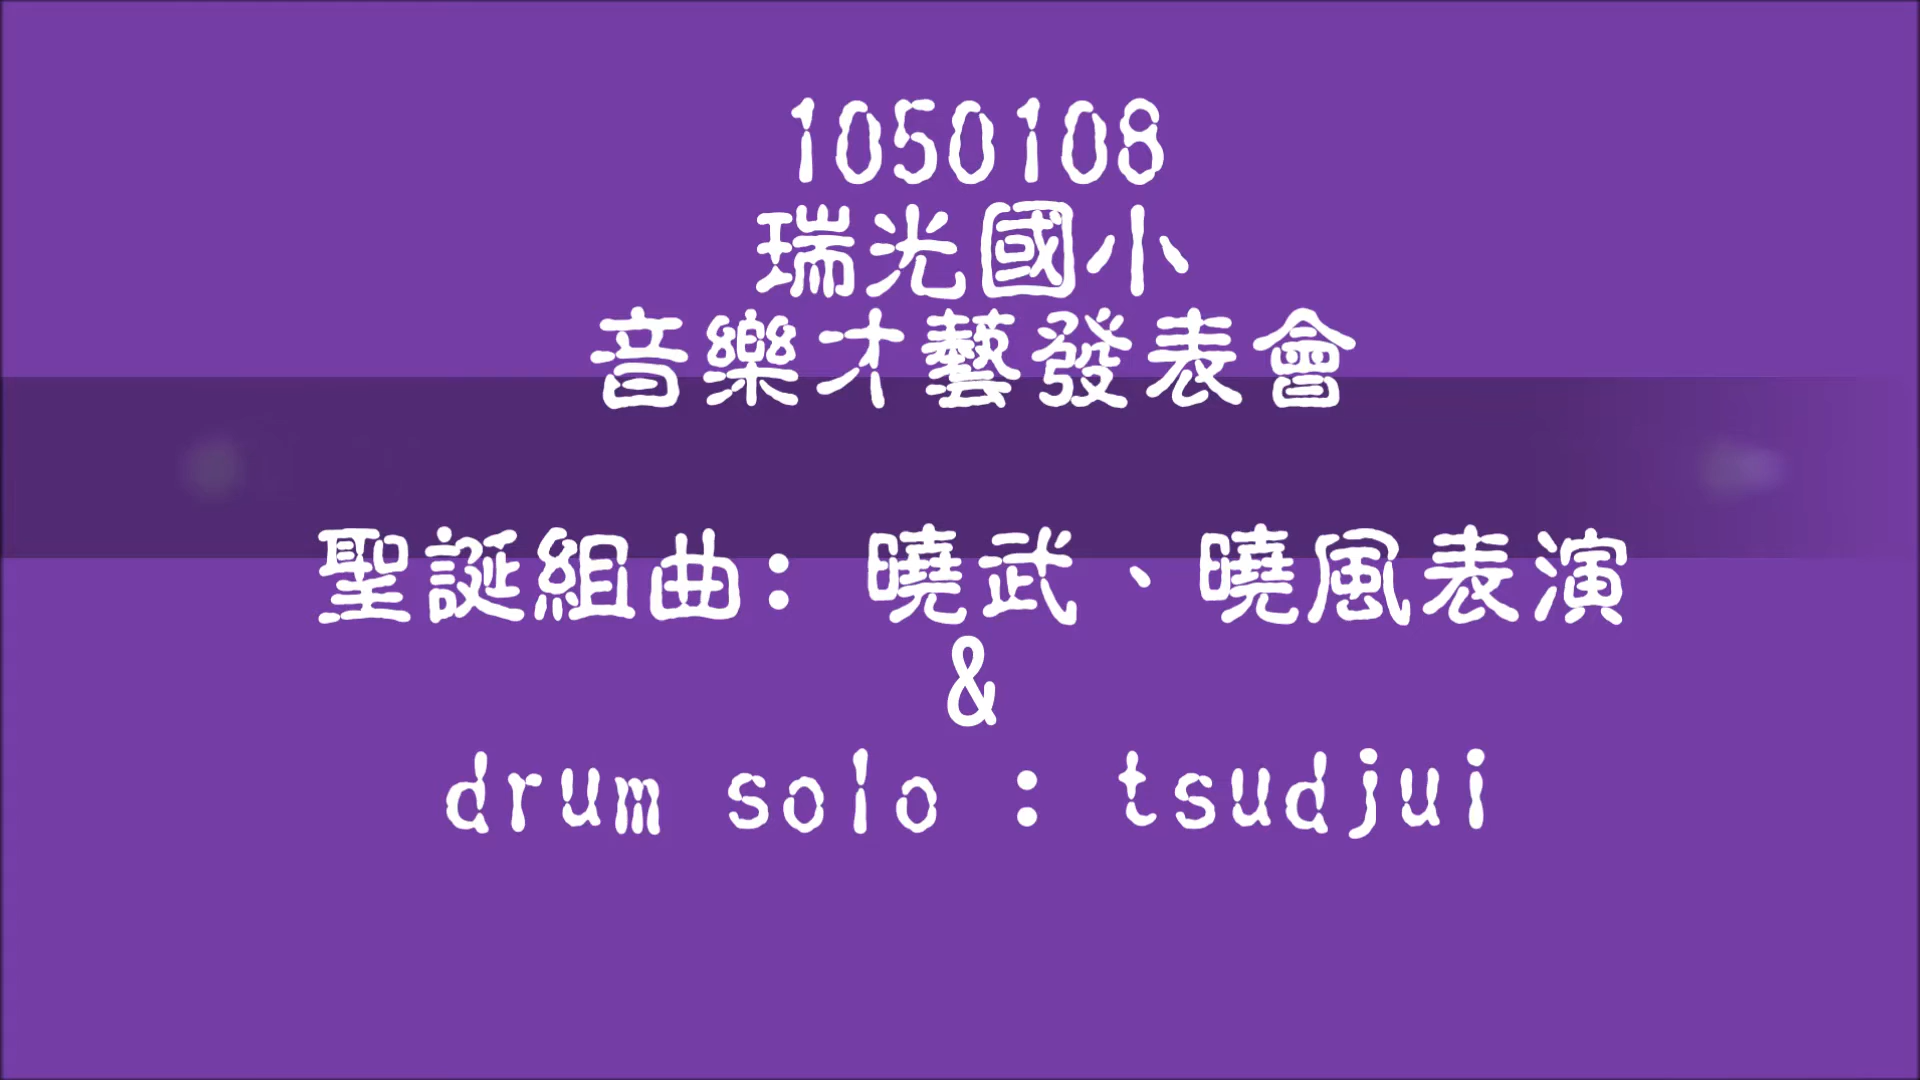 1050108
瑞光國小
音樂才藝發表會
聖誕組曲: 曉武、曉風表演
&
drum solo : tsudjui